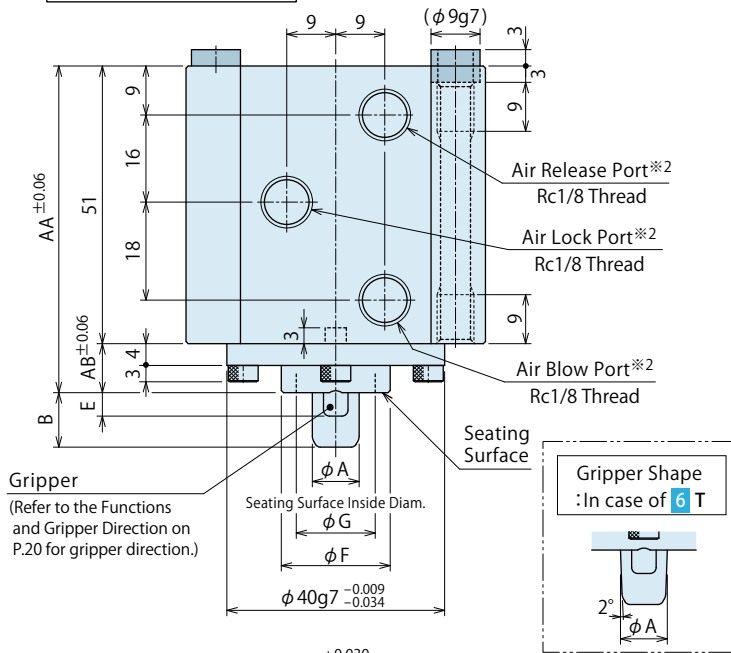 9
9
(φ9g7)
3
3
9
9
Air Release Port※2
Rc1/8 Thread
16
51
AA ±0.06
Air Lock Port※2
Rc1/8 Thread
18
3
9
4
AB ±0.06
3
Air Blow Port※2
Rc1/8 Thread
E
B
Seating
Surface
φA
Gripper
(Refer to the Functions
and Gripper Direction on
P.20 for gripper direction.)
Seating Surface Inside Diam.
φG
φF
φ40g7 −0.009
−0.034
Gripper Shape
:In case of 6 T
2°
φA
+0.030